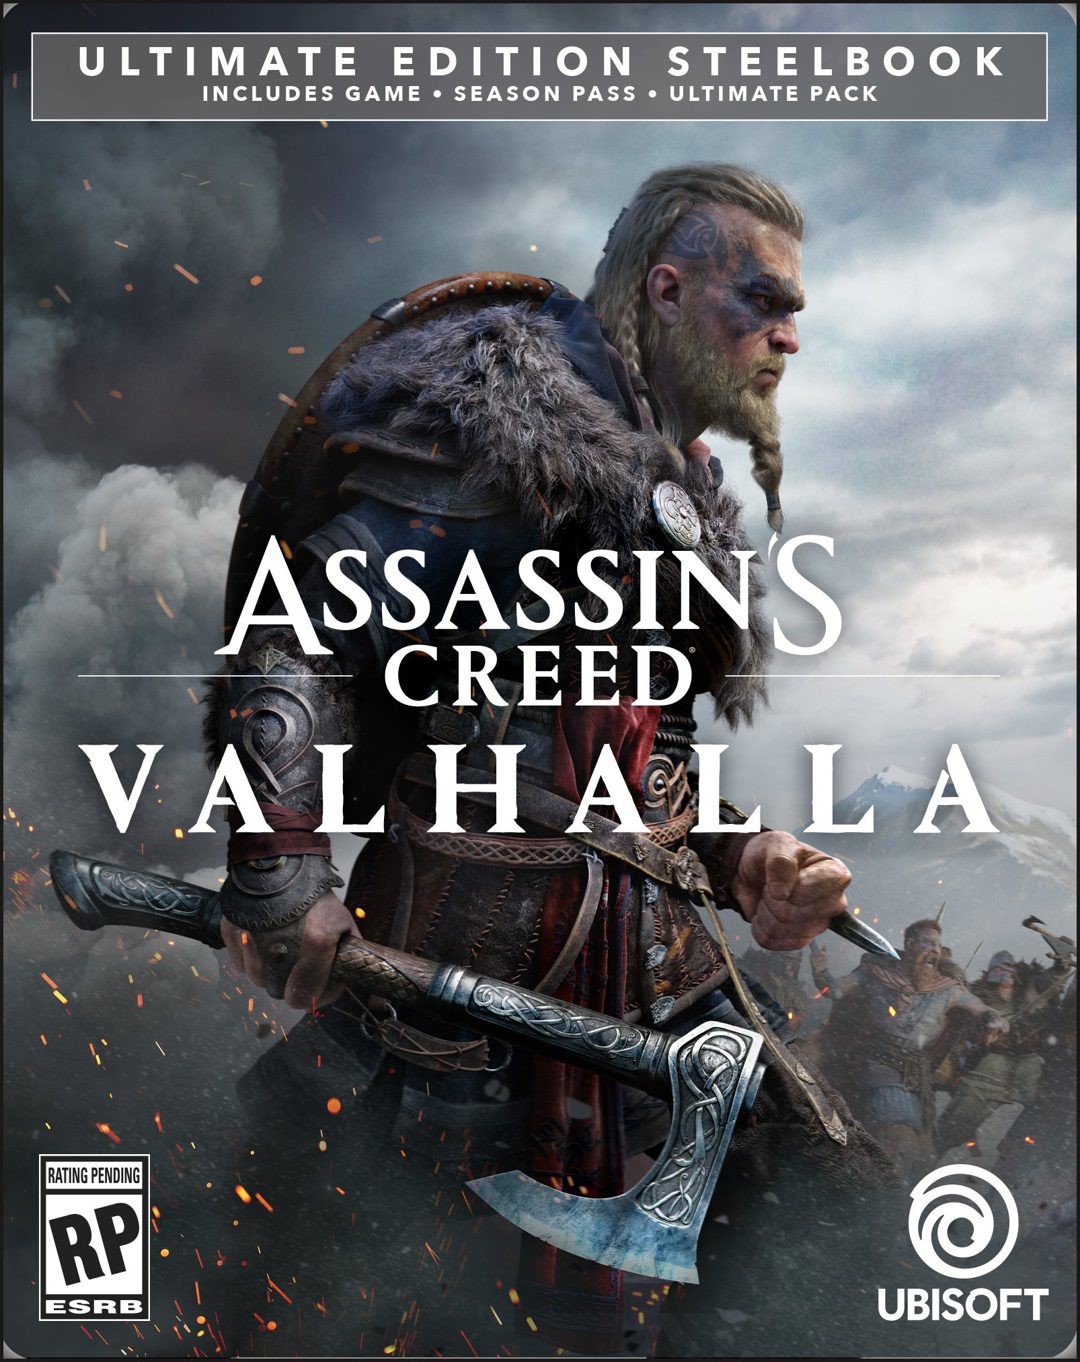 ULTIMATE EDITION STEELBOOK
INCLUDES GAME • SEASON PASS • ULTIMATE PACK
ASSASSIN'S
CREED®
VALHALLA
RATING PENDING
RP
ESRB
UBISOFT